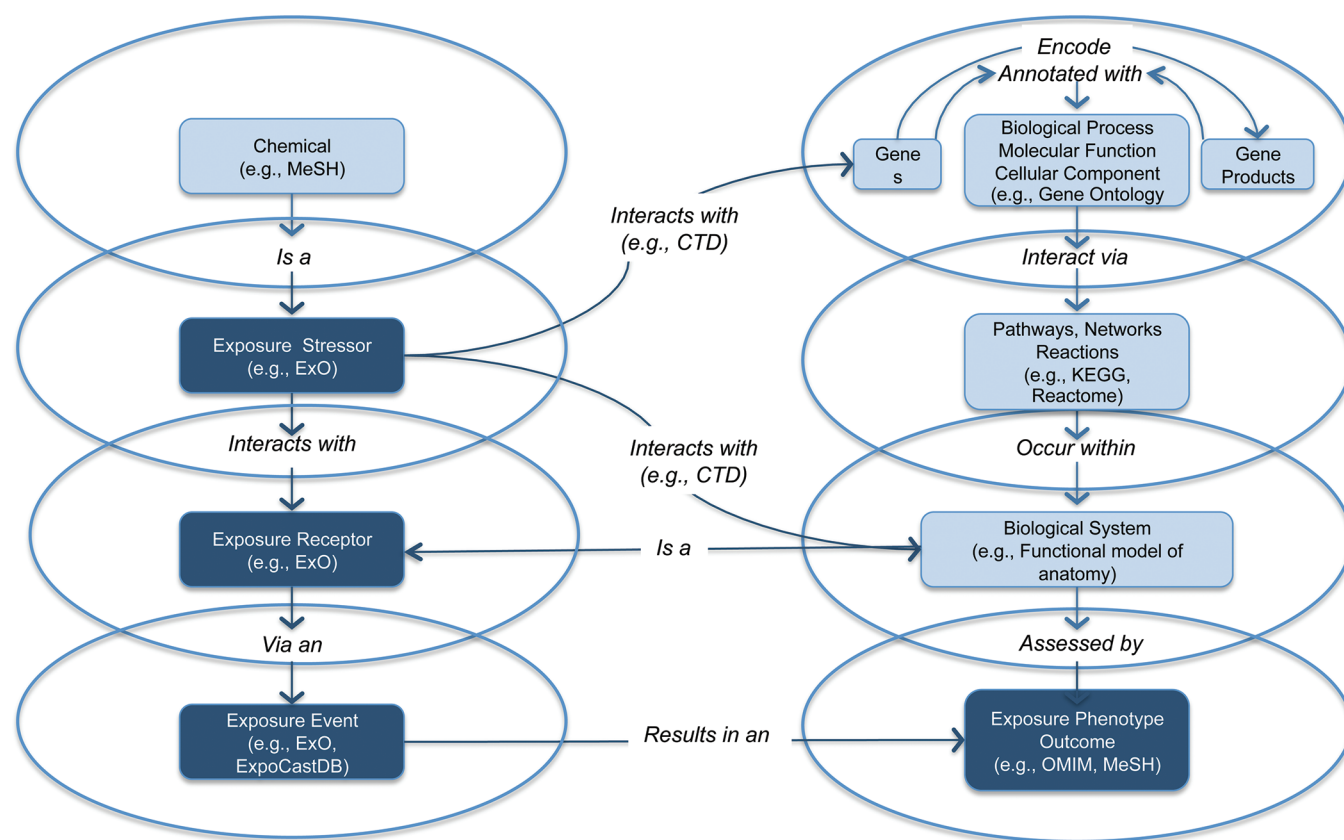 Chemical
(e.g., MeSH)
Is a
Exposure Stressor
(e.g., ExO)
Interacts with
Exposure Receptor
(e.g., ExO)
Via an
Exposure Event
(e.g., ExO,
ExpoCastDB)
Interacts with
(e.g., CTD)
Interacts with
(e.g., CTD)
Is a
Results in an
Encode
Annotated with
Gene
s
Biological Process
Molecular Function
Cellular Component
(e.g., Gene Ontology
Gene
Products
Interact via
Pathways, Networks
Reactions
(e.g., KEGG,
Reactome)
Occur within
Biological System
(e.g., Functional model of
anatomy)
Assessed by
Exposure Phenotype
Outcome
(e.g., OMIM, MeSH)